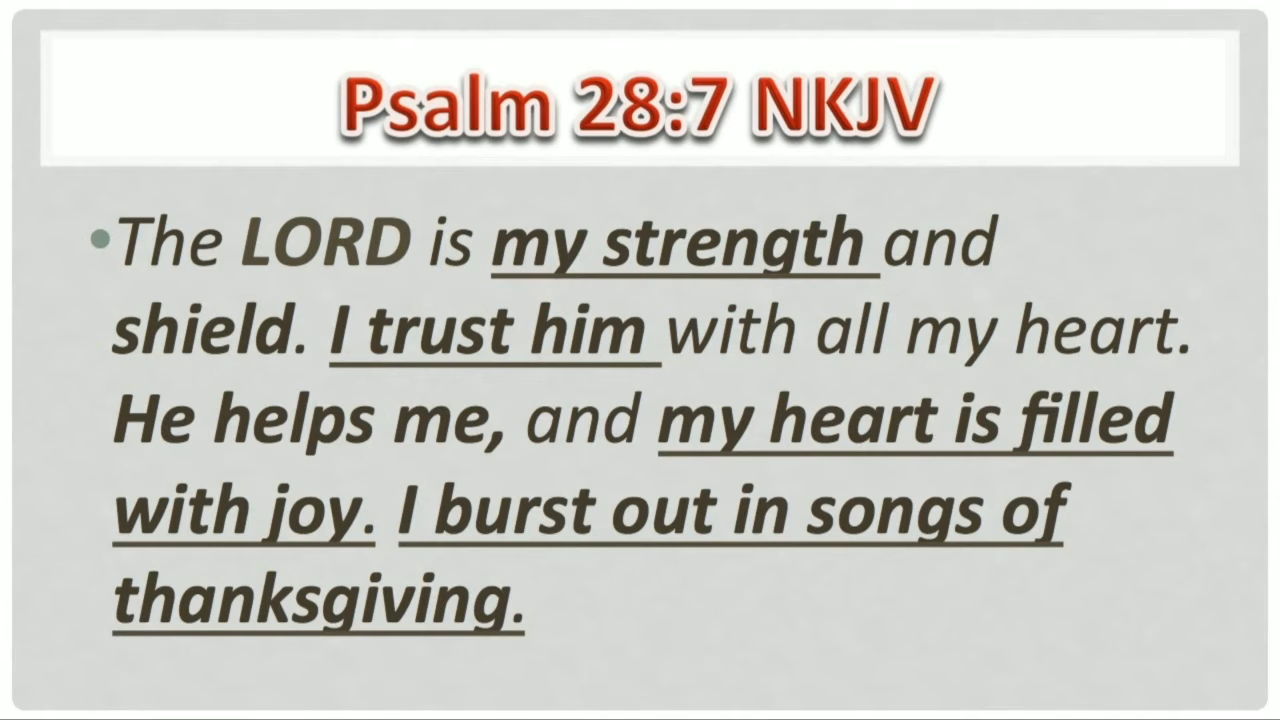 Psalm 28:7 NKJV
•The LORD is my strength and
shield. I trust him with all my heart.
He helps me, and my heart is filled
with joy. I burst out in songs of
thanksgiving.